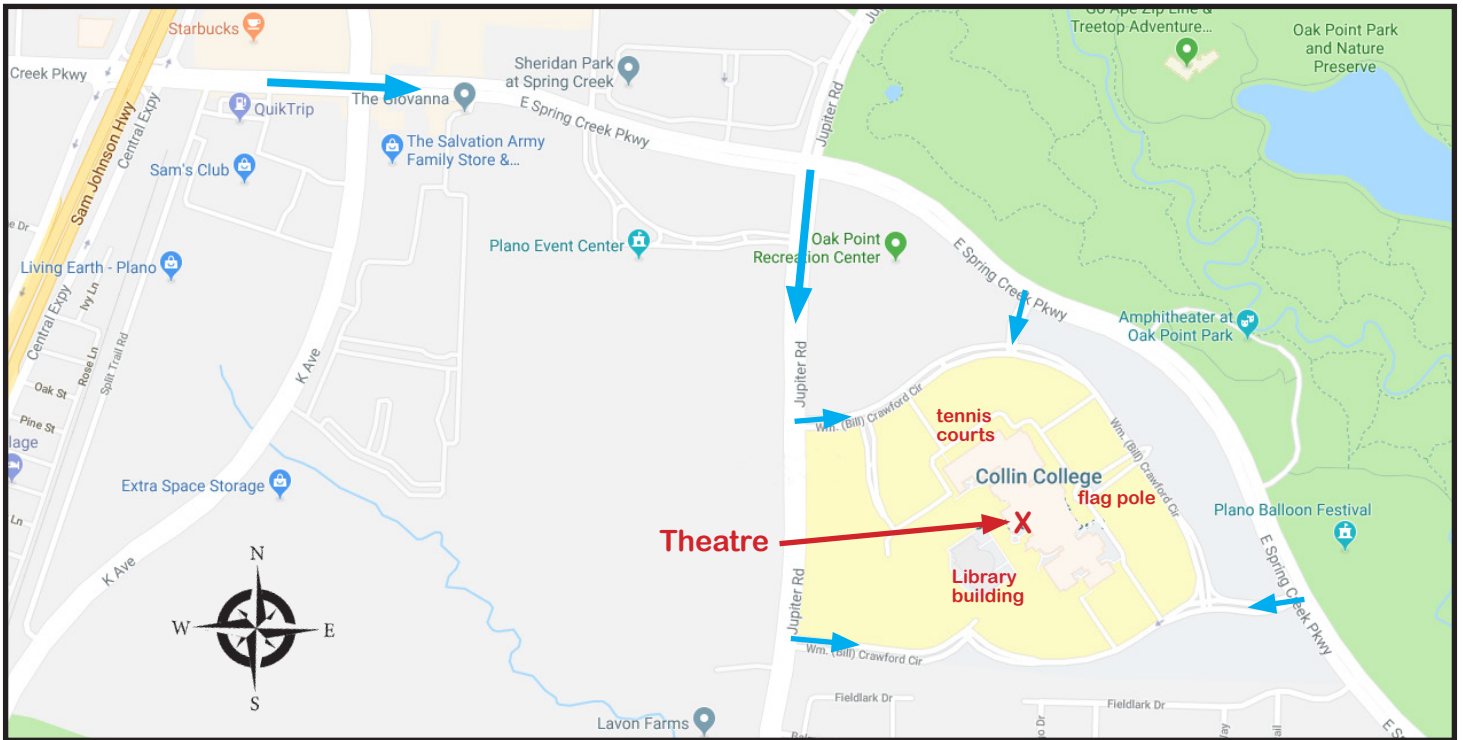 Starbucks
Creek Pkwy
Sam Johnson Hwy
Central Expy
QuikTrip
The Giovanna
Sheridan Park
at Spring Creek
E Spring Creek Pkwy
The Salvation Army
Family Store &...
Sam's Club
e Dr
Living Earth - Plano
Ivy Ln
Central Expy
Rose Ln
Split Trail Rd
Oak St
Pine St
lage
Ln
K Ave
Extra Space Storage
K Ave
N
W
E
S
Plano Event Center
Jupiter Rd
Go Ape Zip Line &
Treetop Adventure...
Oak Point Park
and Nature
Preserve
Oak Point
Recreation Center
E Spring Creek Pkwy
Amphitheater at
Oak Point Park
Jupiter Rd
Wm. (Bill) Crawford Cir
tennis
courts
Wm. (Bill) Crawford Cir
Collin College
flag pole
Theatre
X
Library
building
Plano Balloon Festival
E Spring Creek Pkwy
Jupiter Rd
Wm. (Bill) Crawford Cir
Fieldlark Dr
Fieldlark Dr
Lavon Farms